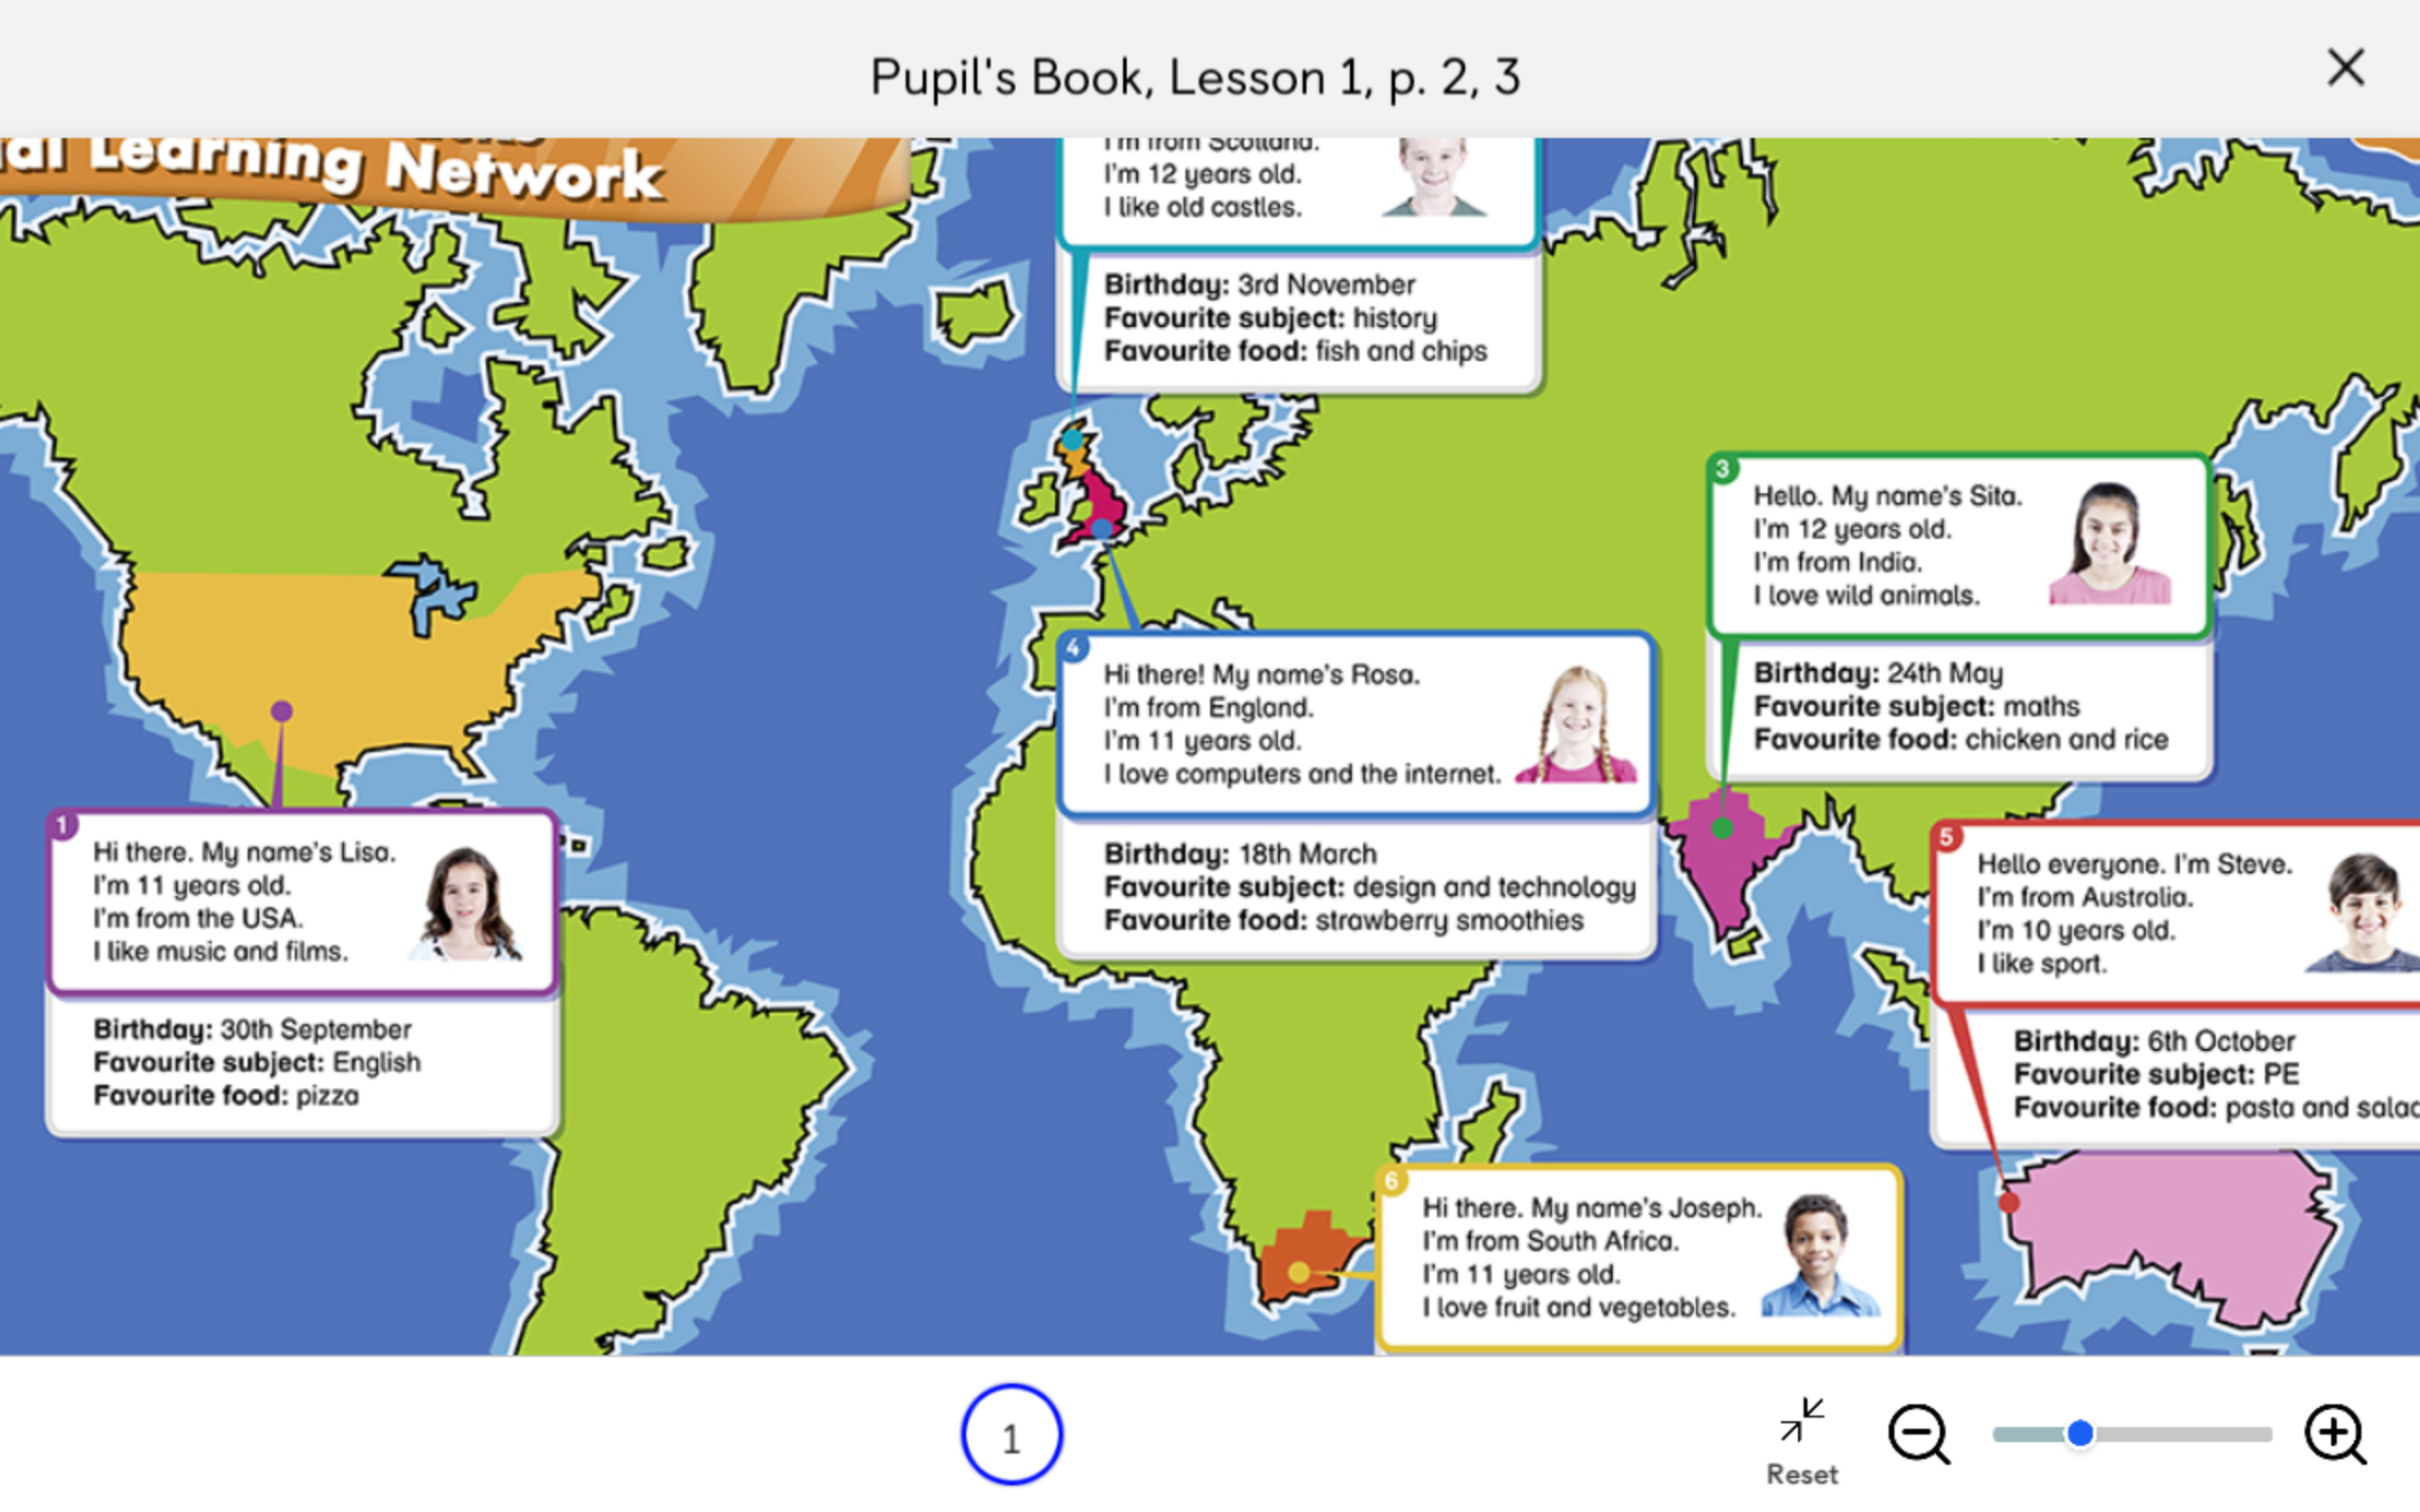 Pupil's Book, Lesson 1, p. 2, 3
al Learning Network
I'm from Scotland.
I'm 12 years old.
I like old castles.
Birthday: 3rd November
Favourite subject: history
Favourite food: fish and chips
3
Hello. My name's Sita.
I'm 12 years old.
I'm from India.
I love wild animals.
Birthday: 24th May
Favourite subject: maths
Favourite food: chicken and rice
4
Hi there! My name's Rosa.
I'm from England.
I'm 11 years old.
I love computers and the internet.
Birthday: 18th March
Favourite subject: design and technology
Favourite food: strawberry smoothies
1
Hi there. My name's Lisa.
I'm 11 years old.
I'm from the USA.
I like music and films.
Birthday: 30th September
Favourite subject: English
Favourite food: pizza
5
Hello everyone. I'm Steve.
I'm from Australia.
I'm 10 years old.
I like sport.
Birthday: 6th October
Favourite subject: PE
Favourite food: pasta and salad
6
Hi there. My name's Joseph.
I'm from South Africa.
I'm 11 years old.
I love fruit and vegetables.
1
Reset